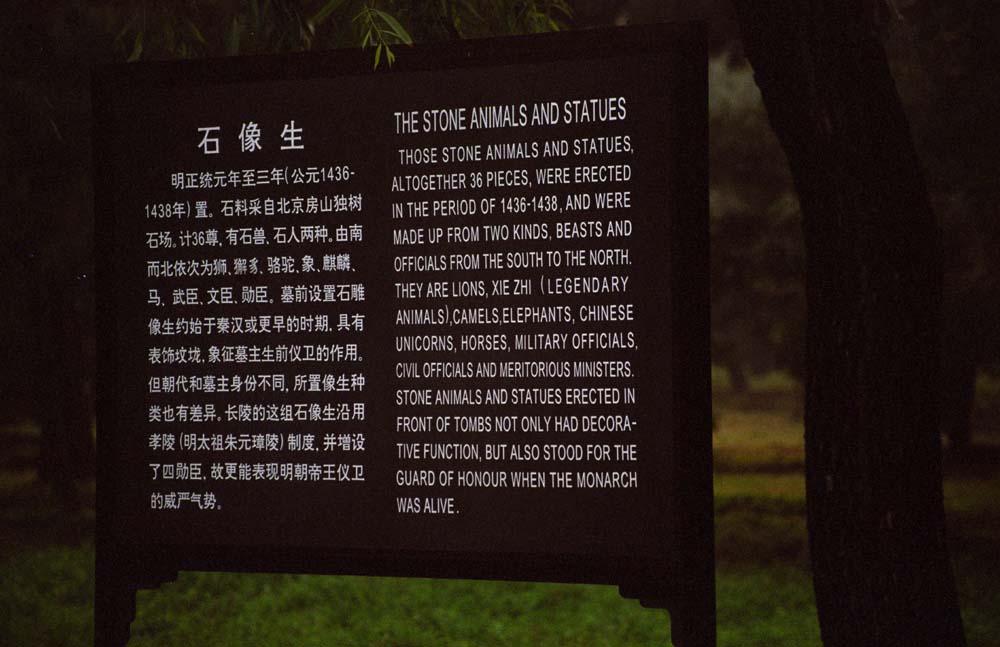 石像生
明正统元年至三年(公元1436-
1438年)置。石料采自北京房山独树
石场。计36尊,有石兽、石人两种。由南
而北依次为狮、獬豸、骆驼、象、麒麟、
马、武臣、文臣、勋臣。墓前设置石雕
像生约始于秦汉或更早的时期,具有
表饰坟垅,象征墓主生前仪卫的作用。
但朝代和墓主身份不同,所置像生种
类也有差异。长陵的这组石像生沿用
孝陵(明太祖朱元璋陵)制度,并增设
了四勋臣,故更能表现明朝帝王仪卫
的威严气势。
THE STONE ANIMALS AND STATUES
THOSE STONE ANIMALS AND STATUES,
ALTOGETHER 36 PIECES, WERE ERECTED
IN THE PERIOD OF 1436-1438, AND WERE
MADE UP FROM TWO KINDS, BEASTS AND
OFFICIALS FROM THE SOUTH TO THE NORTH.
THEY ARE LIONS, XIE ZHI (LEGENDARY
ANIMALS),CAMELS,ELEPHANTS, CHINESE
UNICORNS, HORSES, MILITARY OFFICIALS,
CIVIL OFFICIALS AND MERITORIOUS MINISTERS.
STONE ANIMALS AND STATUES ERECTED IN
FRONT OF TOMBS NOT ONLY HAD DECORA-
TIVE FUNCTION, BUT ALSO STOOD FOR THE
GUARD OF HONOUR WHEN THE MONARCH
WAS ALIVE.